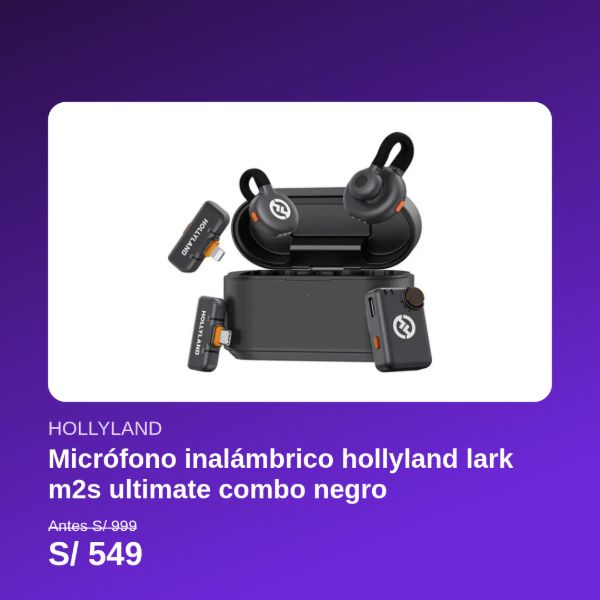 HOLLYLAND
HOLLYLAND
HOLLYLAND
Micrófono inalámbrico hollyland lark
m2s ultimate combo negro
Antes S/ 999
S/ 549